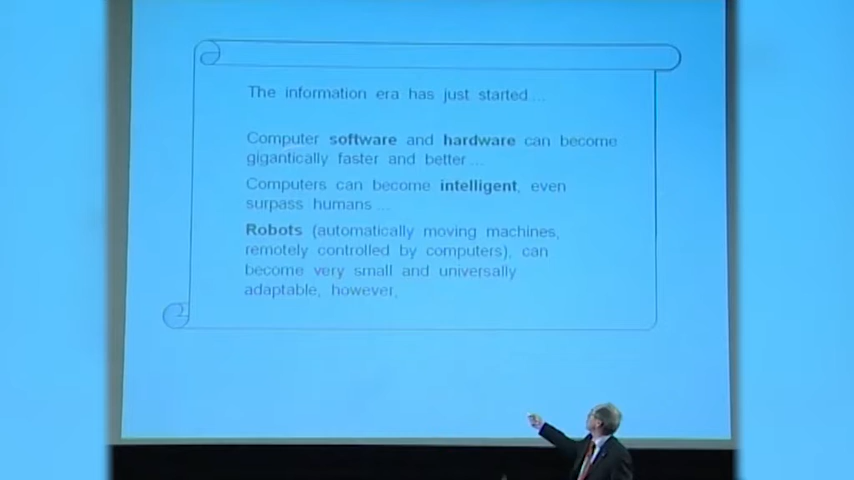 The information era has just started ...
Computer software and hardware can become
gigantically faster and better ...
Computers can become intelligent, even
surpass humans ...
Robots (automatically moving machines,
remotely controlled by computers), can
become very small and universally
adaptable, however,